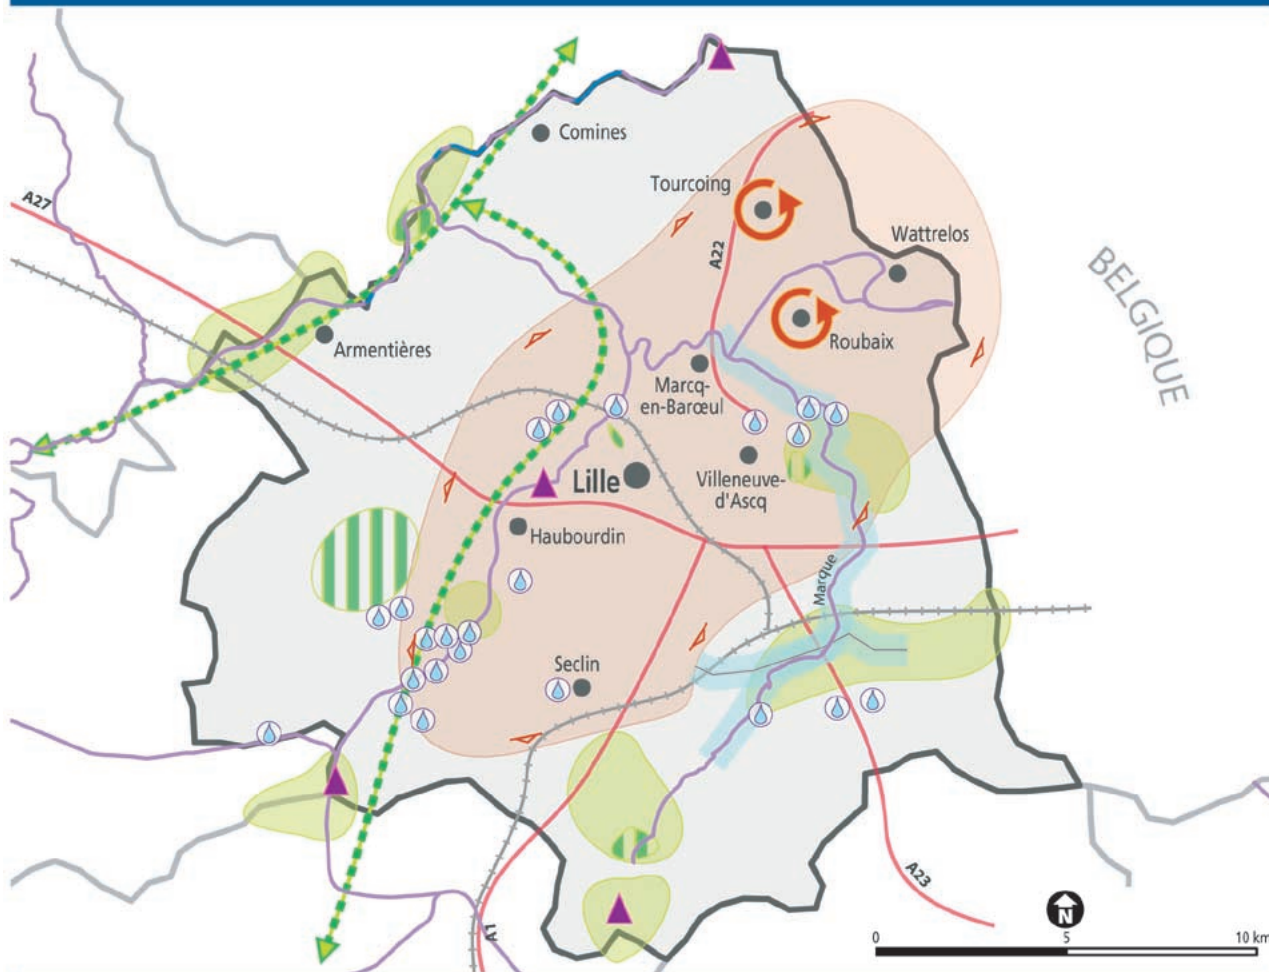 Comines
Tourcoing
A27
A22
Wattrelos
BELGIQUE
Armentières
Roubaix
Marcq-
en-Barœul
Lille
Villeneuve-
d'Ascq
Haubourdin
Marque
Seclin
A23
A1
N
0 5 10 km